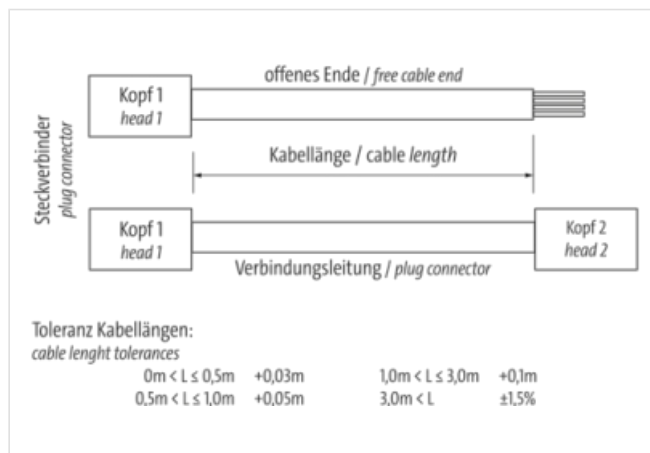 offenes Ende / free cable end
Kopf 1
head 1
Steckverbinder
plug connector
Kabellänge / cable length
Kopf 1
head 1
Kopf 2
head 2
Verbindungsleitung / plug connector
Toleranz Kabellängen:
cable lenght tolerances
0m < L ≤ 0,5m +0,03m 1,0m < L ≤ 3,0m +0,1m
0.5m < L ≤ 1,0m +0,05m 3,0m < L ±1.5%